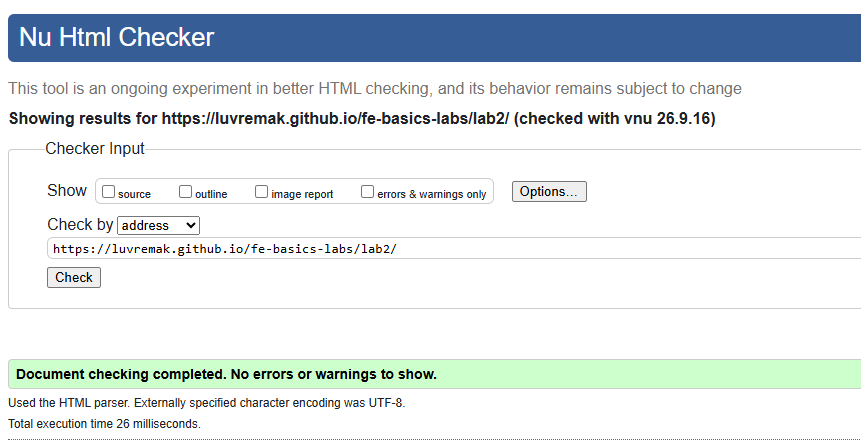 Nu Html Checker
This tool is an ongoing experiment in better HTML checking, and its behavior remains subject to change
Showing results for https://luvremak.github.io/fe-basics-labs/lab2/ (checked with vnu 26.9.16)
Checker Input
Show source outline image report errors & warnings only Options...
Check by address
https://luvremak.github.io/fe-basics-labs/lab2/
Check
Document checking completed. No errors or warnings to show.
Used the HTML parser. Externally specified character encoding was UTF-8.
Total execution time 26 milliseconds.